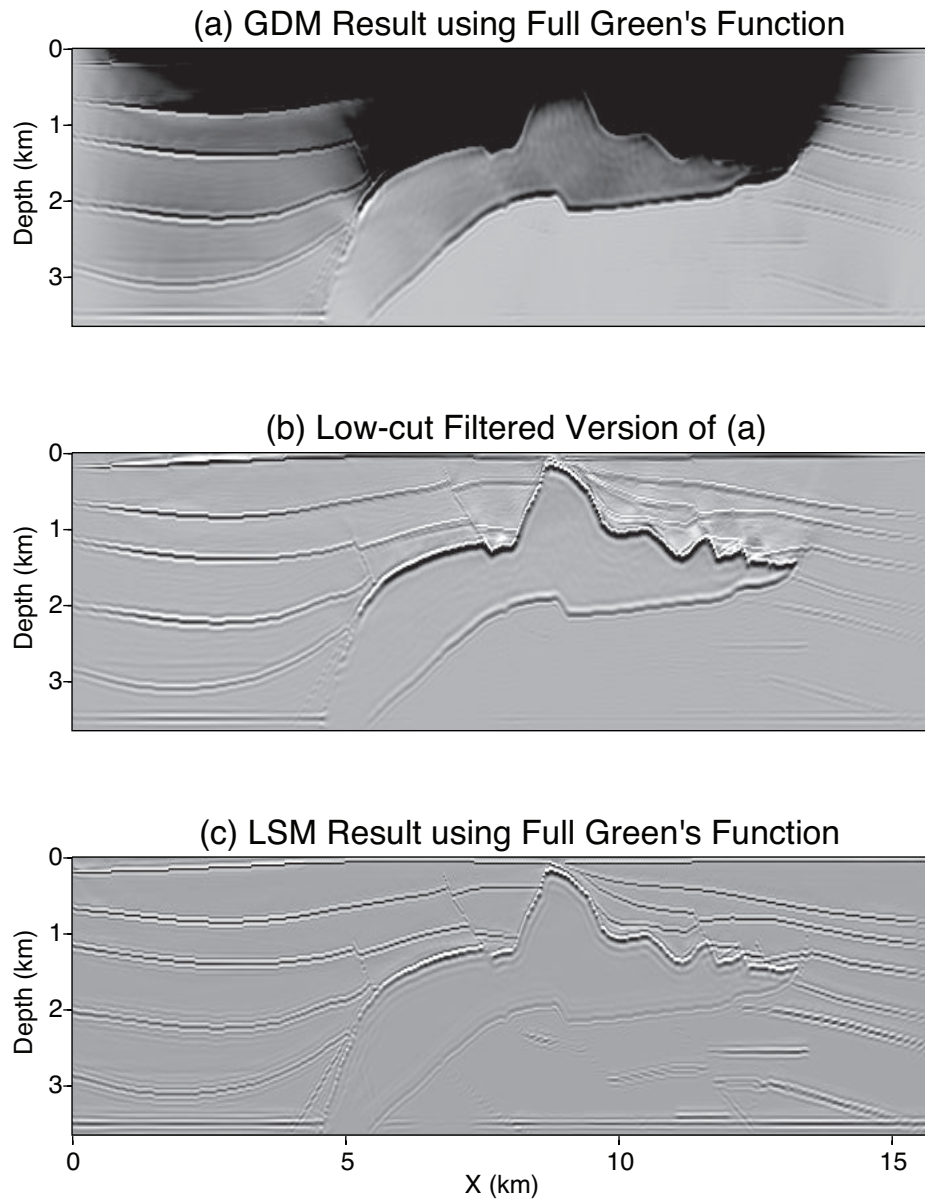 (a) GDM Result using Full Green's Function
0
1
2
3
Depth (km)
(b) Low-cut Filtered Version of (a)
0
1
2
3
Depth (km)
(c) LSM Result using Full Green's Function
0
1
2
3
Depth (km)
0 5 10 15
X (km)